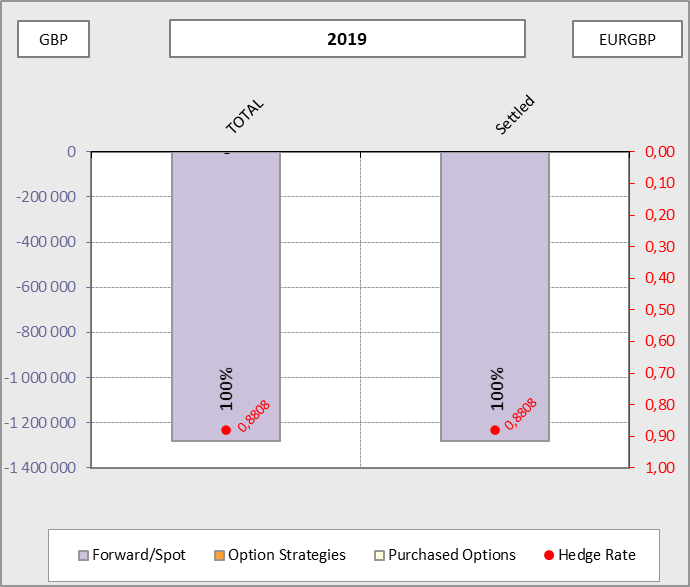 GBP
2019
EURGBP
TOTAL
Settled
0
-200 000
-400 000
-600 000
-800 000
-1 000 000
-1 200 000
-1 400 000
0,00
0,10
0,20
0,30
0,40
0,50
0,60
0,70
0,80
0,90
1,00
100%
0,8808
100%
0,8808
Forward/Spot
Option Strategies
Purchased Options
Hedge Rate